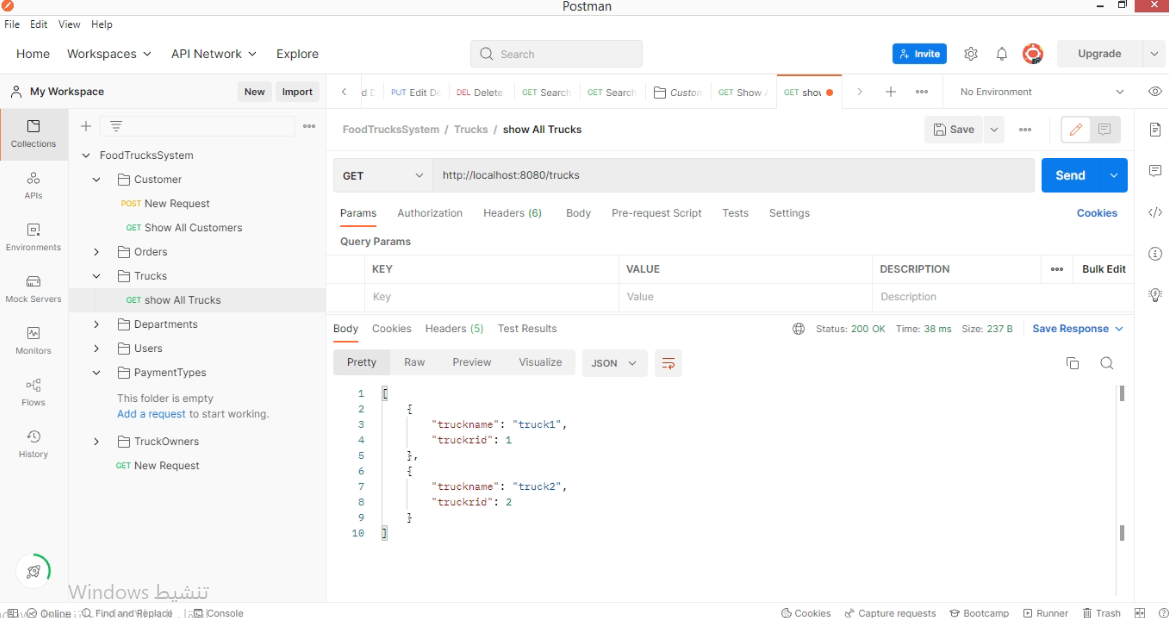 Postman
File Edit View Help
Home Workspaces API Network Explore Search Invite Upgrade
My Workspace New Import
PUT Edit De DEL Delete GET Search GET Search Custon GET Show GET show No Environment
Collections
APIs
Environments
Mock Servers
Monitors
Flows
History
FoodTrucksSystem
Customer
POST New Request
GET Show All Customers
Orders
Trucks
GET show All Trucks
Departments
Users
PaymentTypes
This folder is empty
Add a request to start working.
TruckOwners
GET New Request
FoodTrucksSystem / Trucks / show All Trucks Save
GET http://localhost:8080/trucks Send
Params Authorization Headers (6) Body Pre-request Script Tests Settings Cookies
Query Params
KEY VALUE DESCRIPTION Bulk Edit
Key Value Description
Body Cookies Headers (5) Test Results Status: 200 OK Time: 38 ms Size: 237 B Save Response
Pretty Raw Preview Visualize JSON
1 [
2 {
3 "truckname": "truck1",
4 "truckrid": 1
5 },
6 {
7 "truckname": "truck2",
8 "truckrid": 2
9 }
10 ]
تنشيط Windows
Online Find and Replace Console Cookies Capture requests Bootcamp Runner Trash